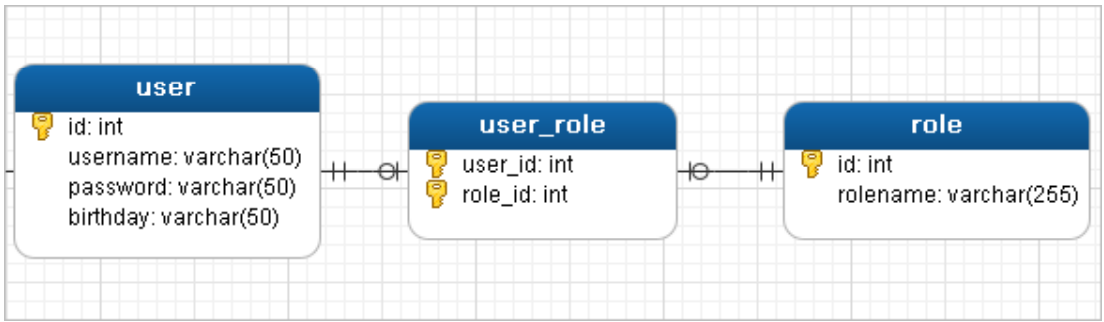 user
id: int
username: varchar(50)
password: varchar(50)
birthday: varchar(50)
user_role
user_id: int
role_id: int
role
id: int
rolename: varchar(255)